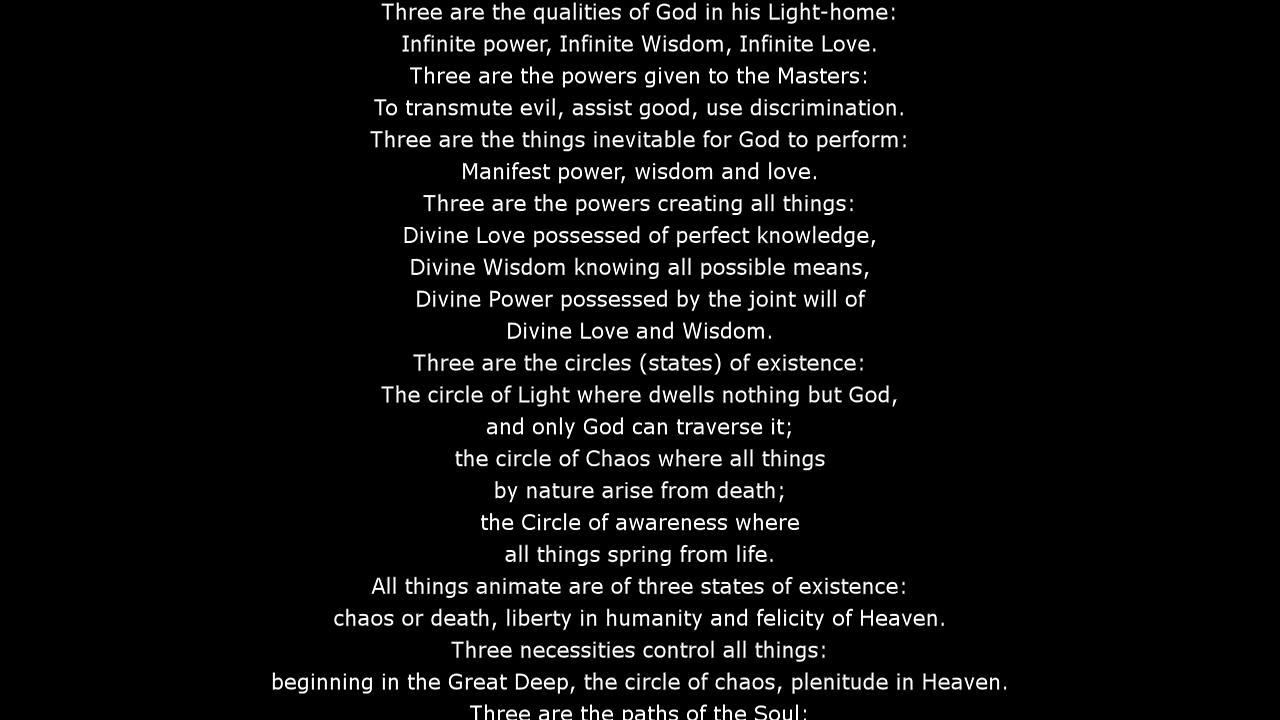 Three are the qualities of God in his Light-home:
Infinite power, Infinite Wisdom, Infinite Love.
Three are the powers given to the Masters:
To transmute evil, assist good, use discrimination.
Three are the things inevitable for God to perform:
Manifest power, wisdom and love.
Three are the powers creating all things:
Divine Love possessed of perfect knowledge,
Divine Wisdom knowing all possible means,
Divine Power possessed by the joint will of
Divine Love and Wisdom.
Three are the circles (states) of existence:
The circle of Light where dwells nothing but God,
and only God can traverse it;
the circle of Chaos where all things
by nature arise from death;
the Circle of awareness where
all things spring from life.
All things animate are of three states of existence:
chaos or death, liberty in humanity and felicity of Heaven.
Three necessities control all things:
beginning in the Great Deep, the circle of chaos, plenitude in Heaven.
Three are the paths of the Soul: